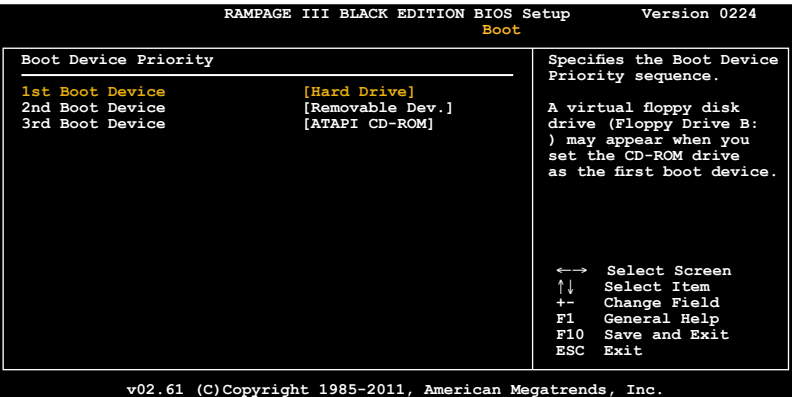 RAMPAGE III BLACK EDITION BIOS Setup Version 0224
Boot
Boot Device Priority
1st Boot Device [Hard Drive]
2nd Boot Device [Removable Dev.]
3rd Boot Device [ATAPI CD-ROM]
Specifies the Boot Device
Priority sequence.
A virtual floppy disk
drive (Floppy Drive B:
) may appear when you
set the CD-ROM drive
as the first boot device.
←→ Select Screen
↑↓ Select Item
+- Change Field
F1 General Help
F10 Save and Exit
ESC Exit
v02.61 (C)Copyright 1985-2011, American Megatrends, Inc.